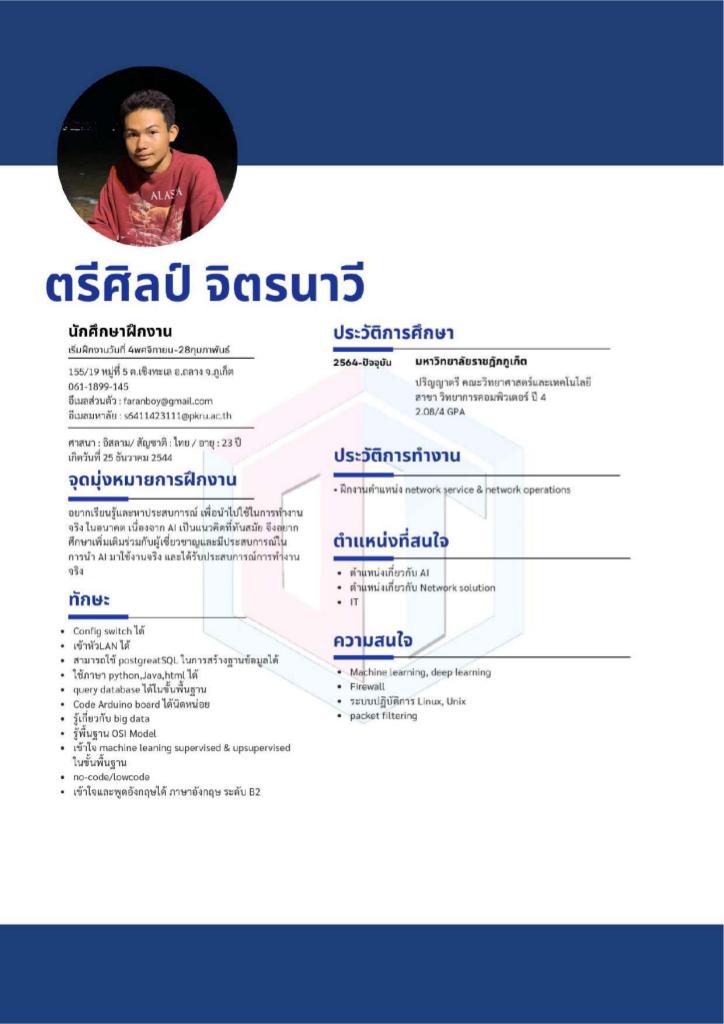 ALASA
ตรีศิลป์ จิตรนาวี
นักศึกษาฝึกงาน
เริ่มฝึกงานวันที่ 4พศจิกายน-28กุมภาพันธ์
155/19 หมู่ที่ 5 ต.เชิงทะเล อ.ถลาง จ.ภูเก็ต
061-1899-145
อีเมลส่วนตัว : faranboy@gmail.com
อีเมลมหาลัย : s6411423111@pkru.ac.th
ศาสนา : อิสลาม/ สัญชาติ : ไทย / อายุ : 23 ปี
เกิดวันที่ 25 ธันวาคม 2544
จุดมุ่งหมายการฝึกงาน
อยากเรียนรู้และหาประสบการณ์ เพื่อนำไปใช้ในการทำงาน
จริง ในอนาคต เนื่องจาก AI เป็นแนวคิดที่ทันสมัย จึงอยาก
ศึกษาเพิ่มเติมร่วมกับผู้เชี่ยวชาญและมีประสบการณ์ใน
การนำ AI มาใช้งานจริง และได้รับประสบการณ์การทำงาน
จริง
ทักษะ
• Config switch ได้
• เข้าหัวLAN ได้
• สามารถใช้ postgreatSQL ในการสร้างฐานข้อมูลได้
• ใช้ภาษา python,Java,html ได้
• query database ได้ในขั้นพื้นฐาน
• Code Arduino board ได้นิดหน่อย
• รู้เกี่ยวกับ big data
• รู้พื้นฐาน OSI Model
• เข้าใจ machine leaning supervised & upsupervised
ในขั้นพื้นฐาน
• no-code/lowcode
• เข้าใจและพูดอังกฤษได้ ภาษาอังกฤษ ระดับ B2
ประวัติการศึกษา
2564-ปัจจุบัน มหาวิทยาลัยราชภัฏภูเก็ต
ปริญญาตรี คณะวิทยาศาสตร์และเทคโนโลยี
สาขา วิทยาการคอมพิวเตอร์ ปี 4
2.08/4 GPA
ประวัติการทำงาน
• ฝึกงานตำแหน่ง network service & network operations
ตำแหน่งที่สนใจ
• ตำแหน่งเกี่ยวกับ AI
• ตำแหน่งเกี่ยวกับ Network solution
• IT
ความสนใจ
• Machine learning, deep learning
• Firewall
• ระบบปฏิบัติการ Linux, Unix
• packet filtering